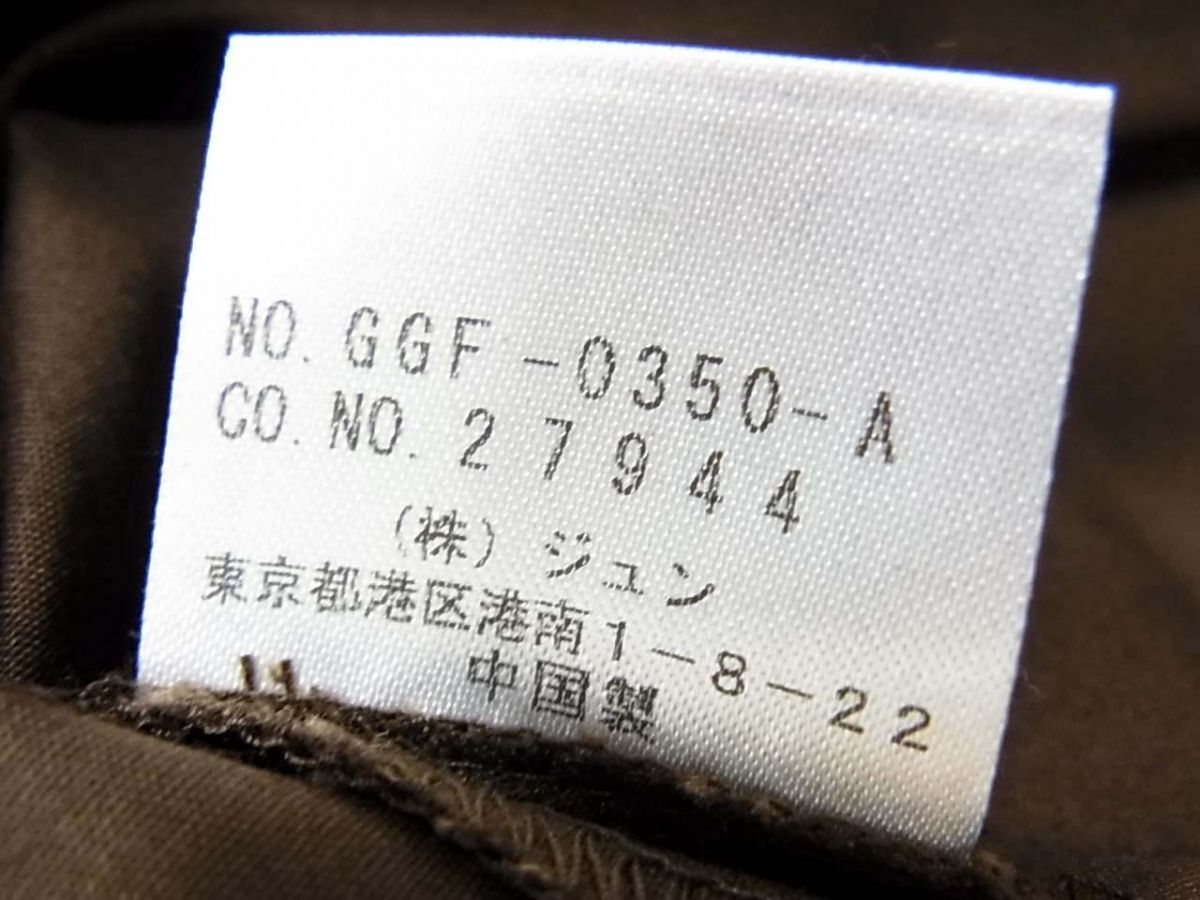 NO. GGF-0350-A
CO. NO. 27944
(株) ジュン
東京都港区港南1-8-22
中国製